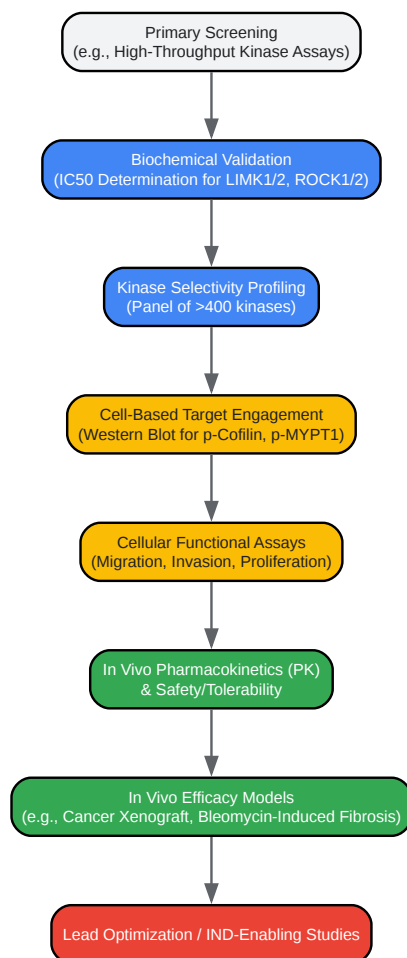 Primary Screening
(e.g., High-Throughput Kinase Assays)
Biochemical Validation
(IC50 Determination for LIMK1/2, ROCK1/2)
Kinase Selectivity Profiling
(Panel of >400 kinases)
Cell-Based Target Engagement
(Western Blot for p-Cofilin, p-MYPT1)
Cellular Functional Assays
(Migration, Invasion, Proliferation)
In Vivo Pharmacokinetics (PK)
& Safety/Tolerability
In Vivo Efficacy Models
(e.g., Cancer Xenograft, Bleomycin-Induced Fibrosis)
Lead Optimization / IND-Enabling Studies